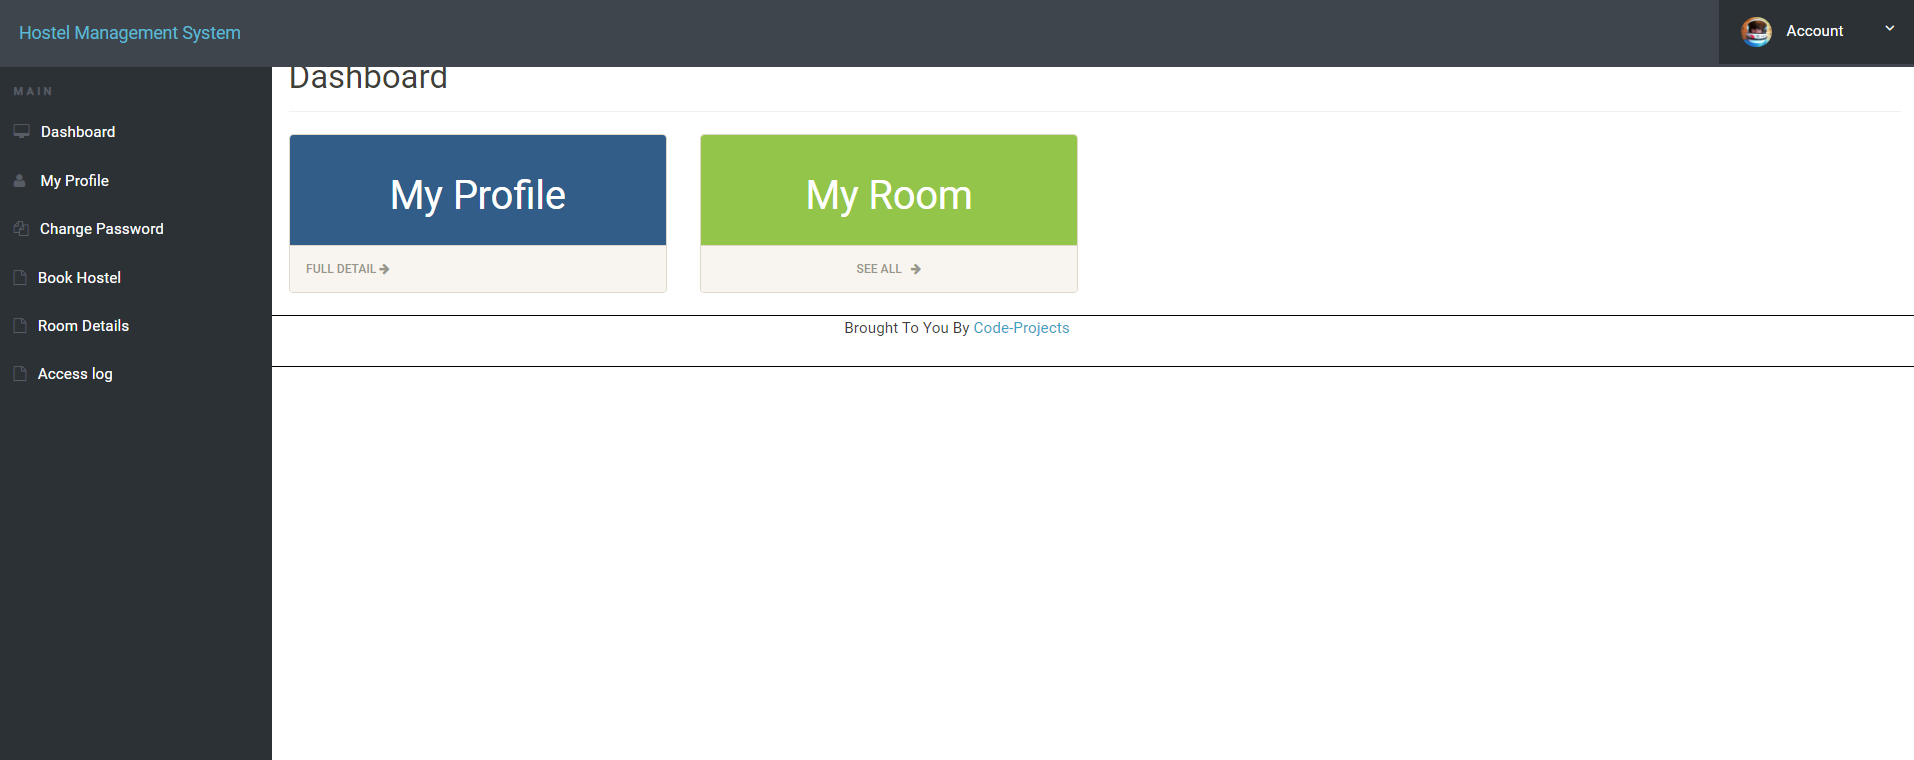 Hostel Management System
Account
MAIN
Dashboard
My Profile
Change Password
Book Hostel
Room Details
Access log
Dashboard
My Profile
FULL DETAIL
My Room
SEE ALL
Brought To You By Code-Projects